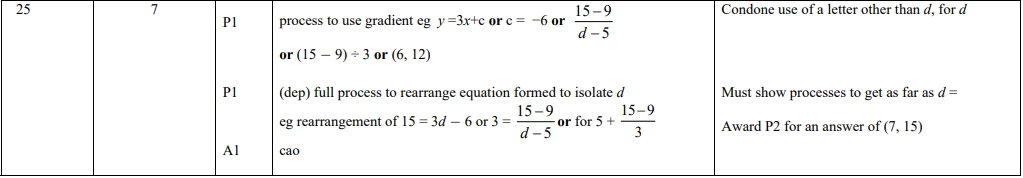 25 7 P1 process to use gradient eg y =3x+c or c = −6 or (15 – 9)/(d – 5) Condone use of a letter other than d, for d
or (15 – 9) ÷ 3 or (6, 12)
P1 (dep) full process to rearrange equation formed to isolate d Must show processes to get as far as d =
eg rearrangement of 15 = 3d – 6 or 3 = (15–9)/(d – 5) or for 5 + (15–9)/3 Award P2 for an answer of (7, 15)
A1 cao